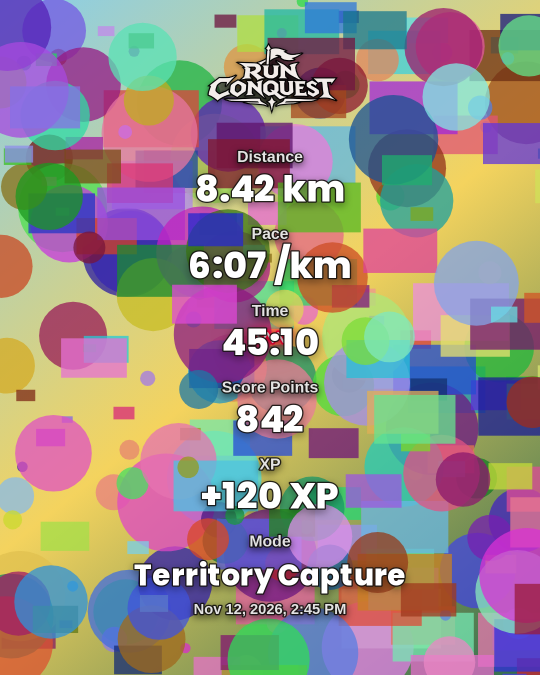 RUN
CONQUEST
Distance
8.42 km
Pace
6:07 /km
Time
45:10
Score Points
842
XP
+120 XP
Mode
Territory Capture
Nov 12, 2026, 2:45 PM